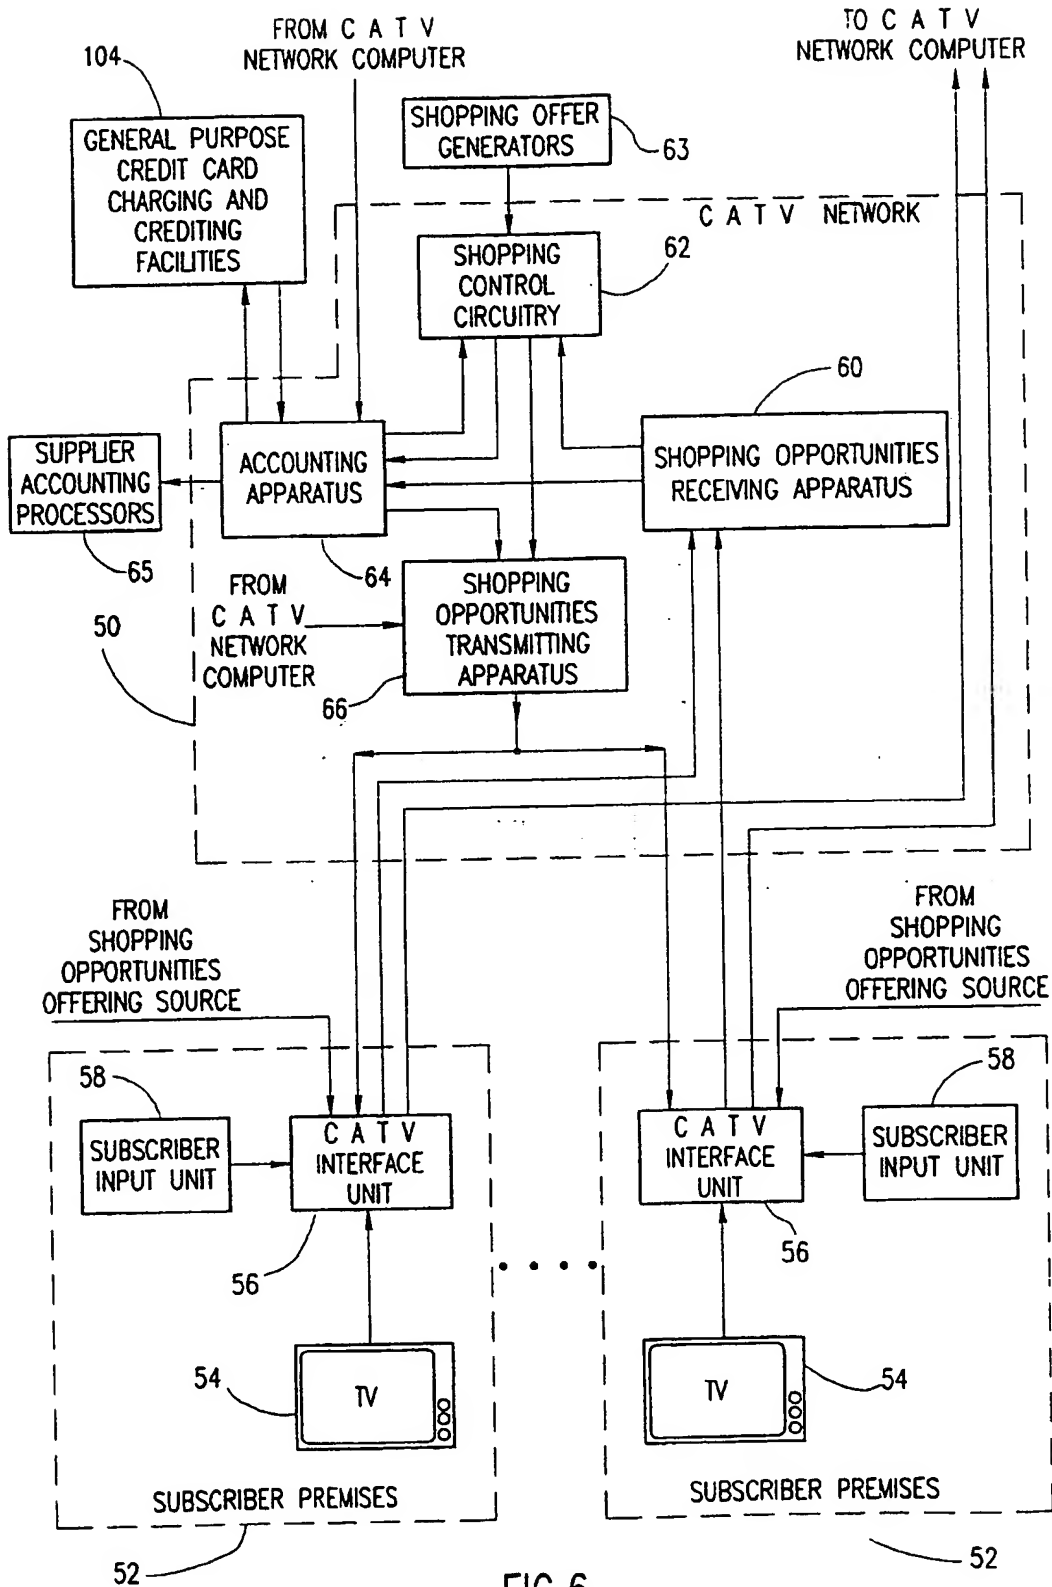 FROM C A T V
NETWORK COMPUTER
TO C A T V
NETWORK COMPUTER
104
GENERAL PURPOSE
CREDIT CARD
CHARGING AND
CREDITING
FACILITIES
SHOPPING OFFER
GENERATORS
63
C A T V NETWORK
SHOPPING
CONTROL
CIRCUITRY
62
60
SUPPLIER
ACCOUNTING
PROCESSORS
65
ACCOUNTING
APPARATUS
64
SHOPPING OPPORTUNITIES
RECEIVING APPARATUS
50
FROM
C A T V
NETWORK
COMPUTER
SHOPPING
OPPORTUNITIES
TRANSMITTING
APPARATUS
66
FROM
SHOPPING
OPPORTUNITIES
OFFERING SOURCE
FROM
SHOPPING
OPPORTUNITIES
OFFERING SOURCE
58
SUBSCRIBER
INPUT UNIT
C A T V
INTERFACE
UNIT
56
54
TV
SUBSCRIBER PREMISES
52
58
C A T V
INTERFACE
UNIT
SUBSCRIBER
INPUT UNIT
56
TV
54
SUBSCRIBER PREMISES
52
FIG.6